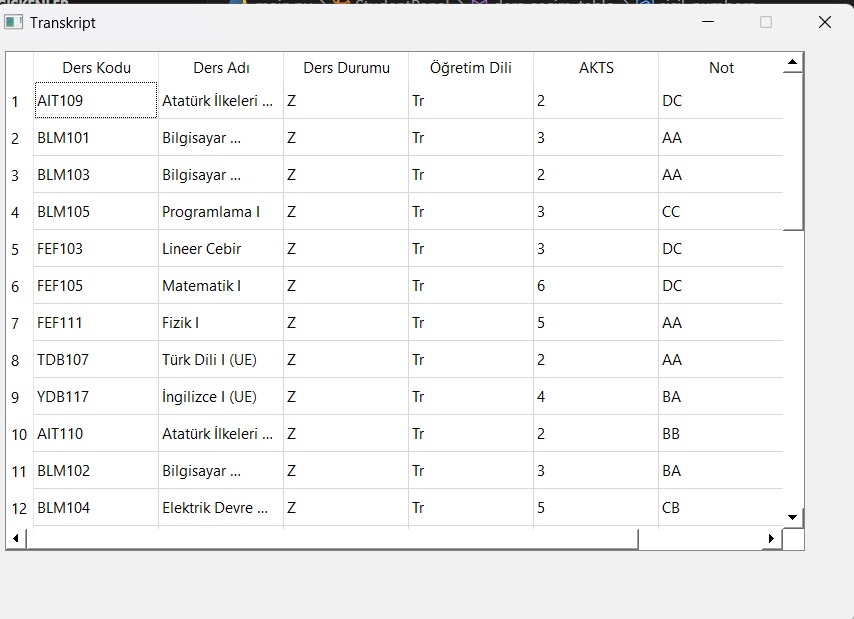 Transkript
Ders Kodu Ders Adı Ders Durumu Öğretim Dili AKTS Not
1 AIT109 Atatürk İlkeleri ... Z Tr 2 DC
2 BLM101 Bilgisayar ... Z Tr 3 AA
3 BLM103 Bilgisayar ... Z Tr 2 AA
4 BLM105 Programlama I Z Tr 3 CC
5 FEF103 Lineer Cebir Z Tr 3 DC
6 FEF105 Matematik I Z Tr 6 DC
7 FEF111 Fizik I Z Tr 5 AA
8 TDB107 Türk Dili I (UE) Z Tr 2 AA
9 YDB117 İngilizce I (UE) Z Tr 4 BA
10 AIT110 Atatürk İlkeleri ... Z Tr 2 BB
11 BLM102 Bilgisayar ... Z Tr 3 BA
12 BLM104 Elektrik Devre ... Z Tr 5 CB